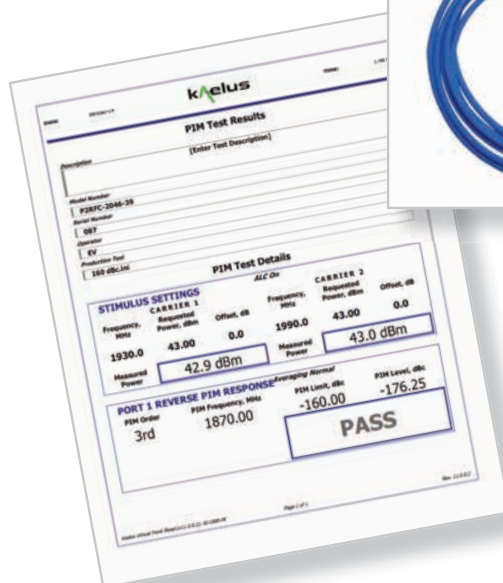 kaelus
PIM Test Results
[Enter Test Description]
Description
Model Number
P2RFC-2046-39
Serial Number
087
Operator
EV
Production Test
160 dBc.ini
PIM Test Details
ALC On
STIMULUS SETTINGS
CARRIER 1
Frequency, MHz
Requested Power, dBm
Offset, dB
1930.0
43.00
0.0
Measured Power
42.9 dBm
CARRIER 2
Frequency, MHz
Requested Power, dBm
Offset, dB
1990.0
43.00
0.0
Measured Power
43.0 dBm
PORT 1 REVERSE PIM RESPONSE
Averaging Normal
PIM Order
PIM Frequency, MHz
PIM Limit, dBc
PIM Level, dBc
3rd
1870.00
-160.00
-176.25
PASS
Page 1 of 1